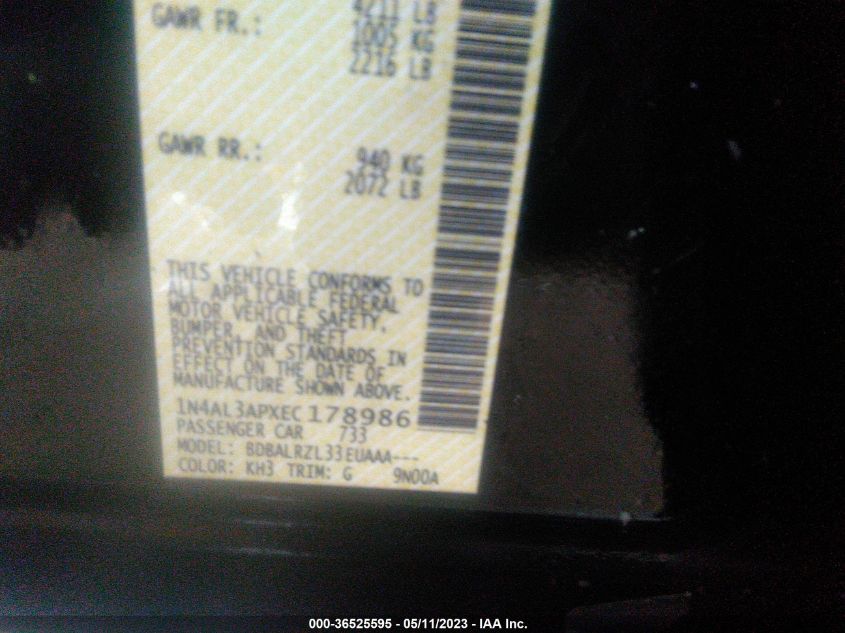 4211 LB
GAWR FR.: 1005 KG
2216 LB
GAWR RR.: 940 KG
2072 LB
THIS VEHICLE CONFORMS TO
ALL APPLICABLE FEDERAL
MOTOR VEHICLE SAFETY,
BUMPER, AND THEFT
PREVENTION STANDARDS IN
EFFECT ON THE DATE OF
MANUFACTURE SHOWN ABOVE.
1N4AL3APXEC178986
PASSENGER CAR 733
MODEL: BDBALRZL33EUAAA---
COLOR: KH3 TRIM: G 9N00A
000-36525595 - 05/11/2023 - IAA Inc.